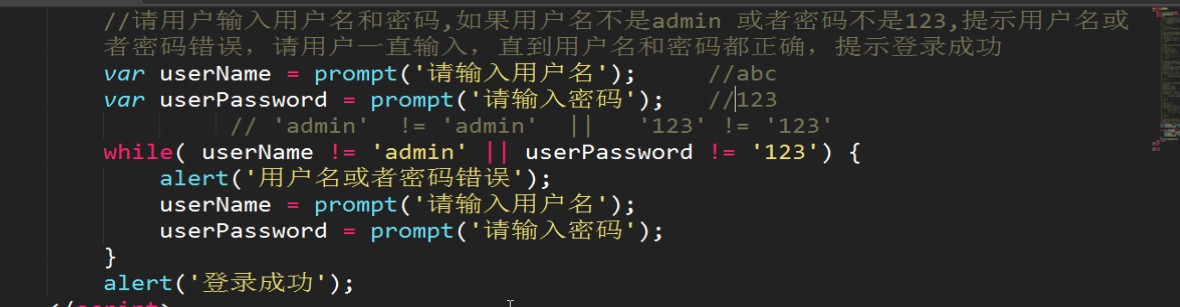 //请用户输入用户名和密码,如果用户名不是admin 或者密码不是123,提示用户名或
者密码错误，请用户一直输入，直到用户名和密码都正确，提示登录成功
var userName = prompt('请输入用户名'); //abc
var userPassword = prompt('请输入密码'); //123
// 'admin' != 'admin' || '123' != '123'
while( userName != 'admin' || userPassword != '123') {
alert('用户名或者密码错误');
userName = prompt('请输入用户名');
userPassword = prompt('请输入密码');
}
alert('登录成功');